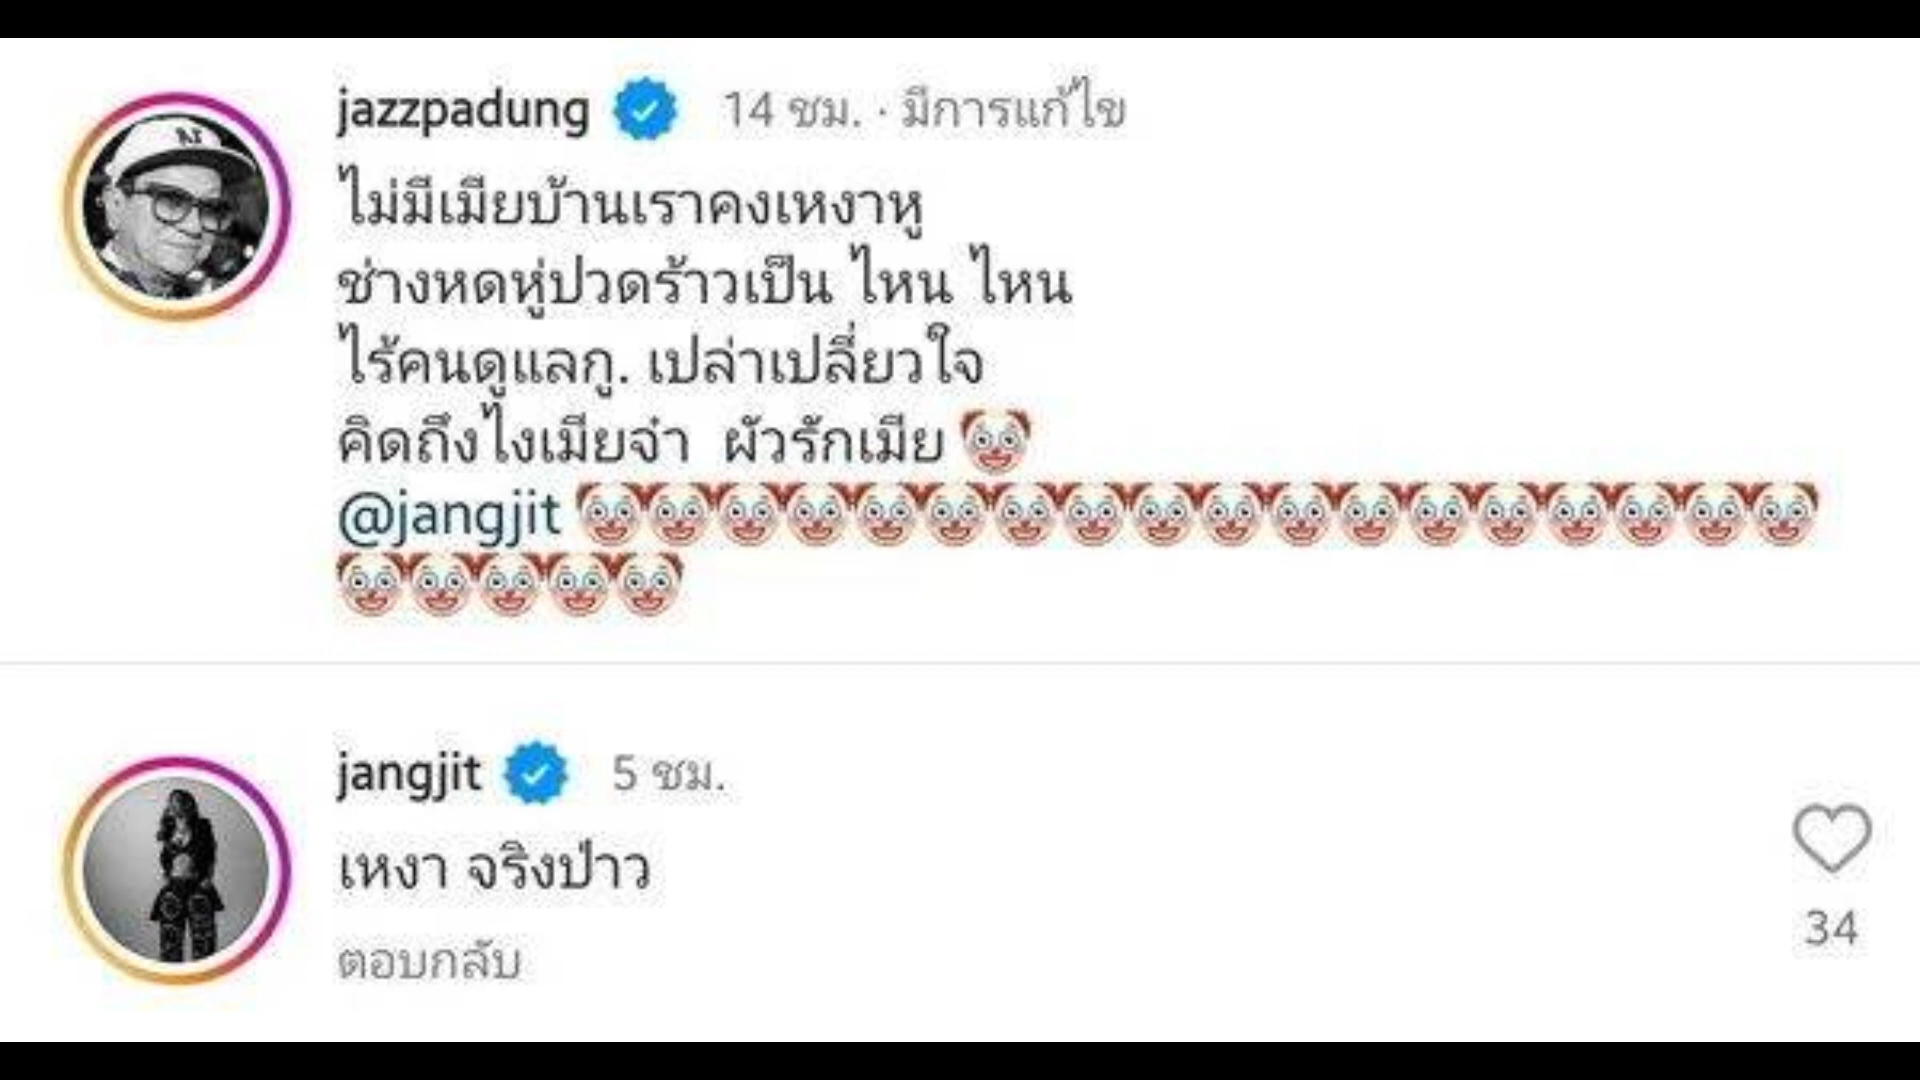 jazzpadung 14 ชม. · มีการแก้ไข
ไม่มีเมียบ้านเราคงเหงาหู
ช่างหดหู่ปวดร้าวเป็น ไหน ไหน
ไร้คนดูแลกู. เปล่าเปลี่ยวใจ
คิดถึงไงเมียจ๋า ผัวรักเมีย 🤡
@jangjit 🤡🤡🤡🤡🤡🤡🤡🤡🤡🤡🤡🤡🤡🤡🤡🤡🤡🤡
🤡🤡🤡🤡🤡
jangjit 5 ชม.
เหงา จริงป่าว
34
ตอบกลับ